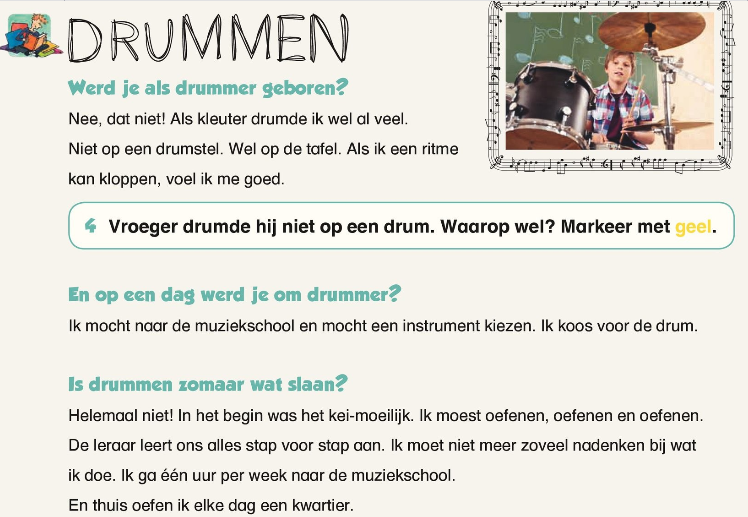 DRUMMEN
Werd je als drummer geboren?
Nee, dat niet! Als kleuter drumde ik wel al veel.
Niet op een drumstel. Wel op de tafel. Als ik een ritme
kan kloppen, voel ik me goed.
4 Vroeger drumde hij niet op een drum. Waarop wel? Markeer met geel.
En op een dag werd je om drummer?
Ik mocht naar de muziekschool en mocht een instrument kiezen. Ik koos voor de drum.
Is drummen zomaar wat slaan?
Helemaal niet! In het begin was het kei-moeilijk. Ik moest oefenen, oefenen en oefenen.
De leraar leert ons alles stap voor stap aan. Ik moet niet meer zoveel nadenken bij wat
ik doe. Ik ga één uur per week naar de muziekschool.
En thuis oefen ik elke dag een kwartier.